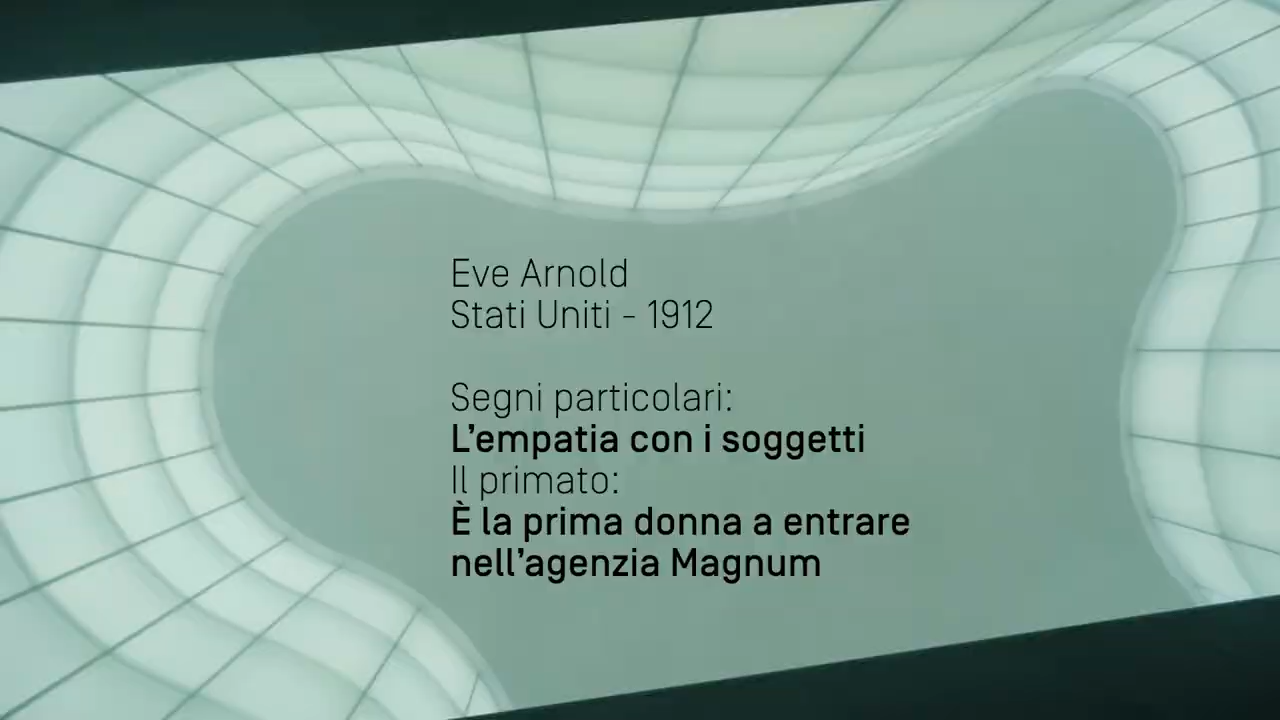 Eve Arnold
Stati Uniti - 1912
Segni particolari:
L’empatia con i soggetti
Il primato:
È la prima donna a entrare
nell’agenzia Magnum